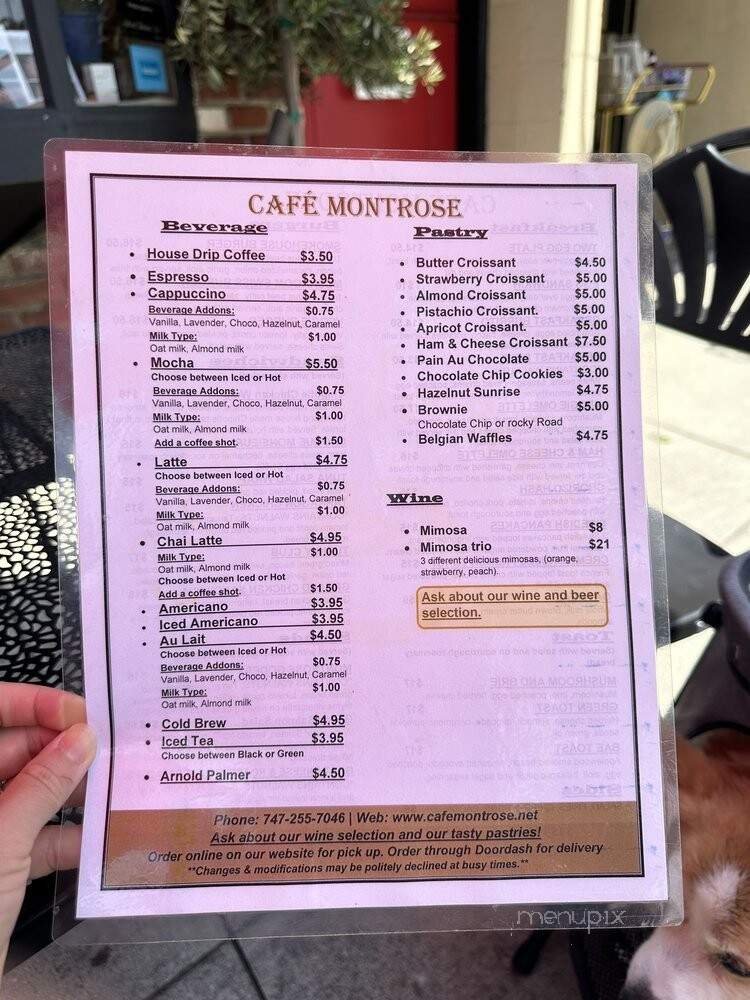 CAFÉ MONTROSE
Beverage
• House Drip Coffee $3.50
• Espresso $3.95
• Cappuccino $4.75
Beverage Addons: $0.75
Vanilla, Lavender, Choco, Hazelnut, Caramel
Milk Type: $1.00
Oat milk, Almond milk
• Mocha $5.50
Choose between Iced or Hot
Beverage Addons: $0.75
Vanilla, Lavender, Choco, Hazelnut, Caramel
Milk Type: $1.00
Oat milk, Almond milk
Add a coffee shot. $1.50
• Latte $4.75
Choose between Iced or Hot
Beverage Addons: $0.75
Vanilla, Lavender, Choco, Hazelnut, Caramel
Milk Type: $1.00
Oat milk, Almond milk
• Chai Latte $4.95
Milk Type: $1.00
Oat milk, Almond milk
Choose between Iced or Hot
Add a coffee shot. $1.50
• Americano $3.95
• Iced Americano $3.95
• Au Lait $4.50
Choose between Iced or Hot
Beverage Addons: $0.75
Vanilla, Lavender, Choco, Hazelnut, Caramel
Milk Type: $1.00
Oat milk, Almond milk
• Cold Brew $4.95
• Iced Tea $3.95
Choose between Black or Green
• Arnold Palmer $4.50
Pastry
• Butter Croissant $4.50
• Strawberry Croissant $5.00
• Almond Croissant $5.00
• Pistachio Croissant. $5.00
• Apricot Croissant. $5.00
• Ham & Cheese Croissant $7.50
• Pain Au Chocolate $5.00
• Chocolate Chip Cookies $3.00
• Hazelnut Sunrise $4.75
• Brownie $5.00
Chocolate Chip or rocky Road
• Belgian Waffles $4.75
Wine
• Mimosa $8
• Mimosa trio $21
3 different delicious mimosas, (orange,
strawberry, peach).
Ask about our wine and beer
selection.
Phone: 747-255-7046 | Web: www.cafemontrose.net
Ask about our wine selection and our tasty pastries!
Order online on our website for pick up. Order through Doordash for delivery
**Changes & modifications may be politely declined at busy times.**
menupix